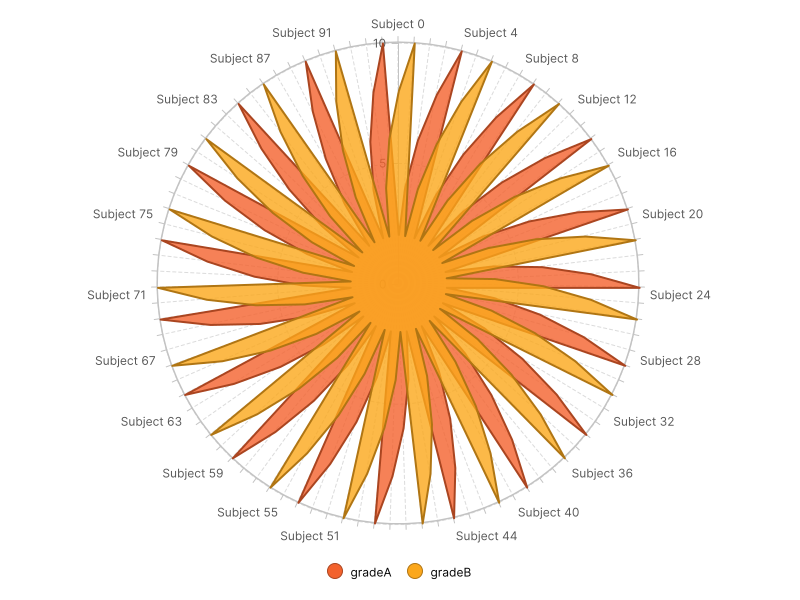 Subject 0
Subject 4
Subject 8
Subject 12
Subject 16
Subject 20
Subject 24
Subject 28
Subject 32
Subject 36
Subject 40
Subject 44
Subject 51
Subject 55
Subject 59
Subject 63
Subject 67
Subject 71
Subject 75
Subject 79
Subject 83
Subject 87
Subject 91
10
5
gradeA
gradeB